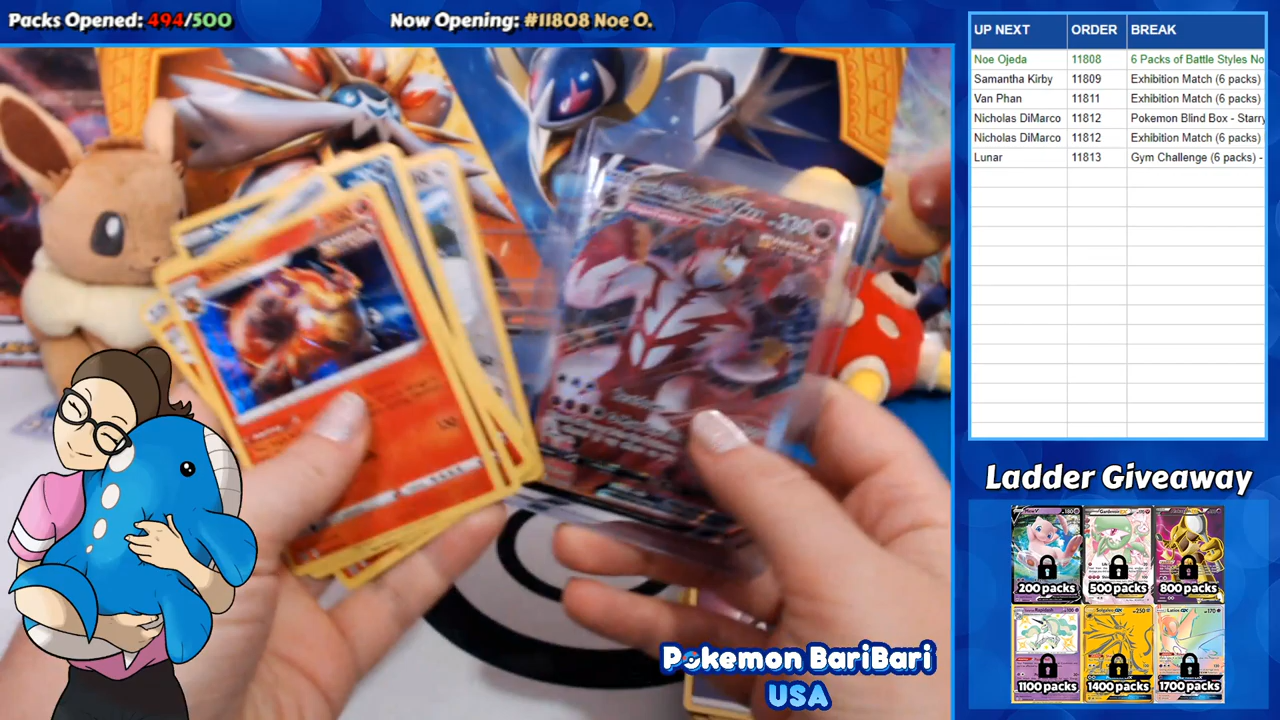 Packs Opened: 494/500
Now Opening: #11808 Noe O.
UP NEXT ORDER BREAK
Noe Ojeda 11808 6 Packs of Battle Styles No
Samantha Kirby 11809 Exhibition Match (6 packs)
Van Phan 11811 Exhibition Match (6 packs)
Nicholas DiMarco 11812 Pokemon Blind Box - Starry
Nicholas DiMarco 11812 Exhibition Match (6 packs)
Lunar 11813 Gym Challenge (6 packs) -
330
Ladder Giveaway
200 packs 500 packs 800 packs
1100 packs 1400 packs 1700 packs
Pokemon BariBari
USA